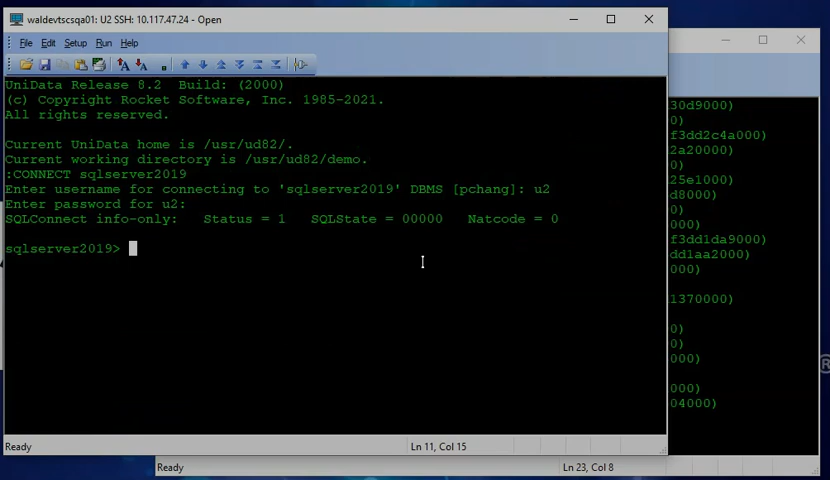 waldevtscsqa01: U2 SSH: 10.117.47.24 - Open
File Edit Setup Run Help
UniData Release 8.2 Build: (2000)
(c) Copyright Rocket Software, Inc. 1985-2021.
All rights reserved.
Current UniData home is /usr/ud82/.
Current working directory is /usr/ud82/demo.
:CONNECT sqlserver2019
Enter username for connecting to 'sqlserver2019' DBMS [pchang]: u2
Enter password for u2:
SQLConnect info-only: Status = 1 SQLState = 00000 Natcode = 0
sqlserver2019>
Ready Ln 11, Col 15
30d9000)
0)
f3dd2c4a000)
2a20000)
0)
25e1000)
d8000)
0)
000)
f3dd1da9000)
dd1aa2000)
000)
1370000)
0)
0)
000)
000)
04000)
Ready Ln 23, Col 8
®